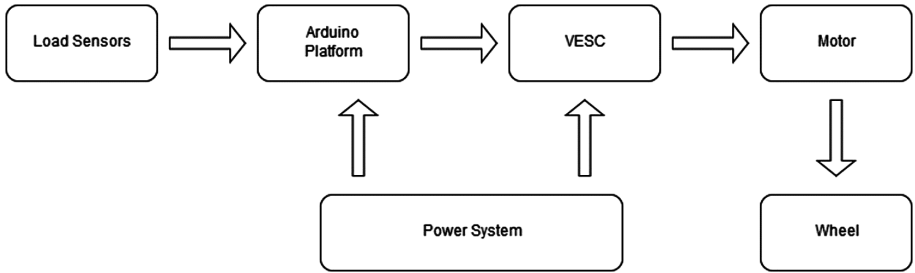 Load Sensors
Arduino
Platform
VESC
Motor
Power System
Wheel